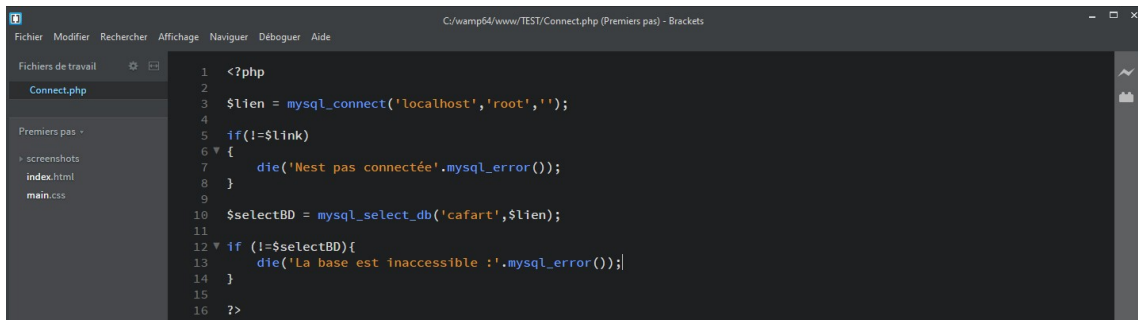 C:/wamp64/www/TEST/Connect.php (Premiers pas) - Brackets
Fichier Modifier Rechercher Affichage Naviguer Déboguer Aide
Fichiers de travail
Connect.php
Premiers pas
screenshots
index.html
main.css
1 <?php
2
3 $lien = mysql_connect('localhost','root','');
4
5 if(!=$link)
6 {
7 die('Nest pas connectée'.mysql_error());
8 }
9
10 $selectBD = mysql_select_db('cafart',$lien);
11
12 if (!=$selectBD){
13 die('La base est inaccessible :'.mysql_error());
14 }
15
16 ?>